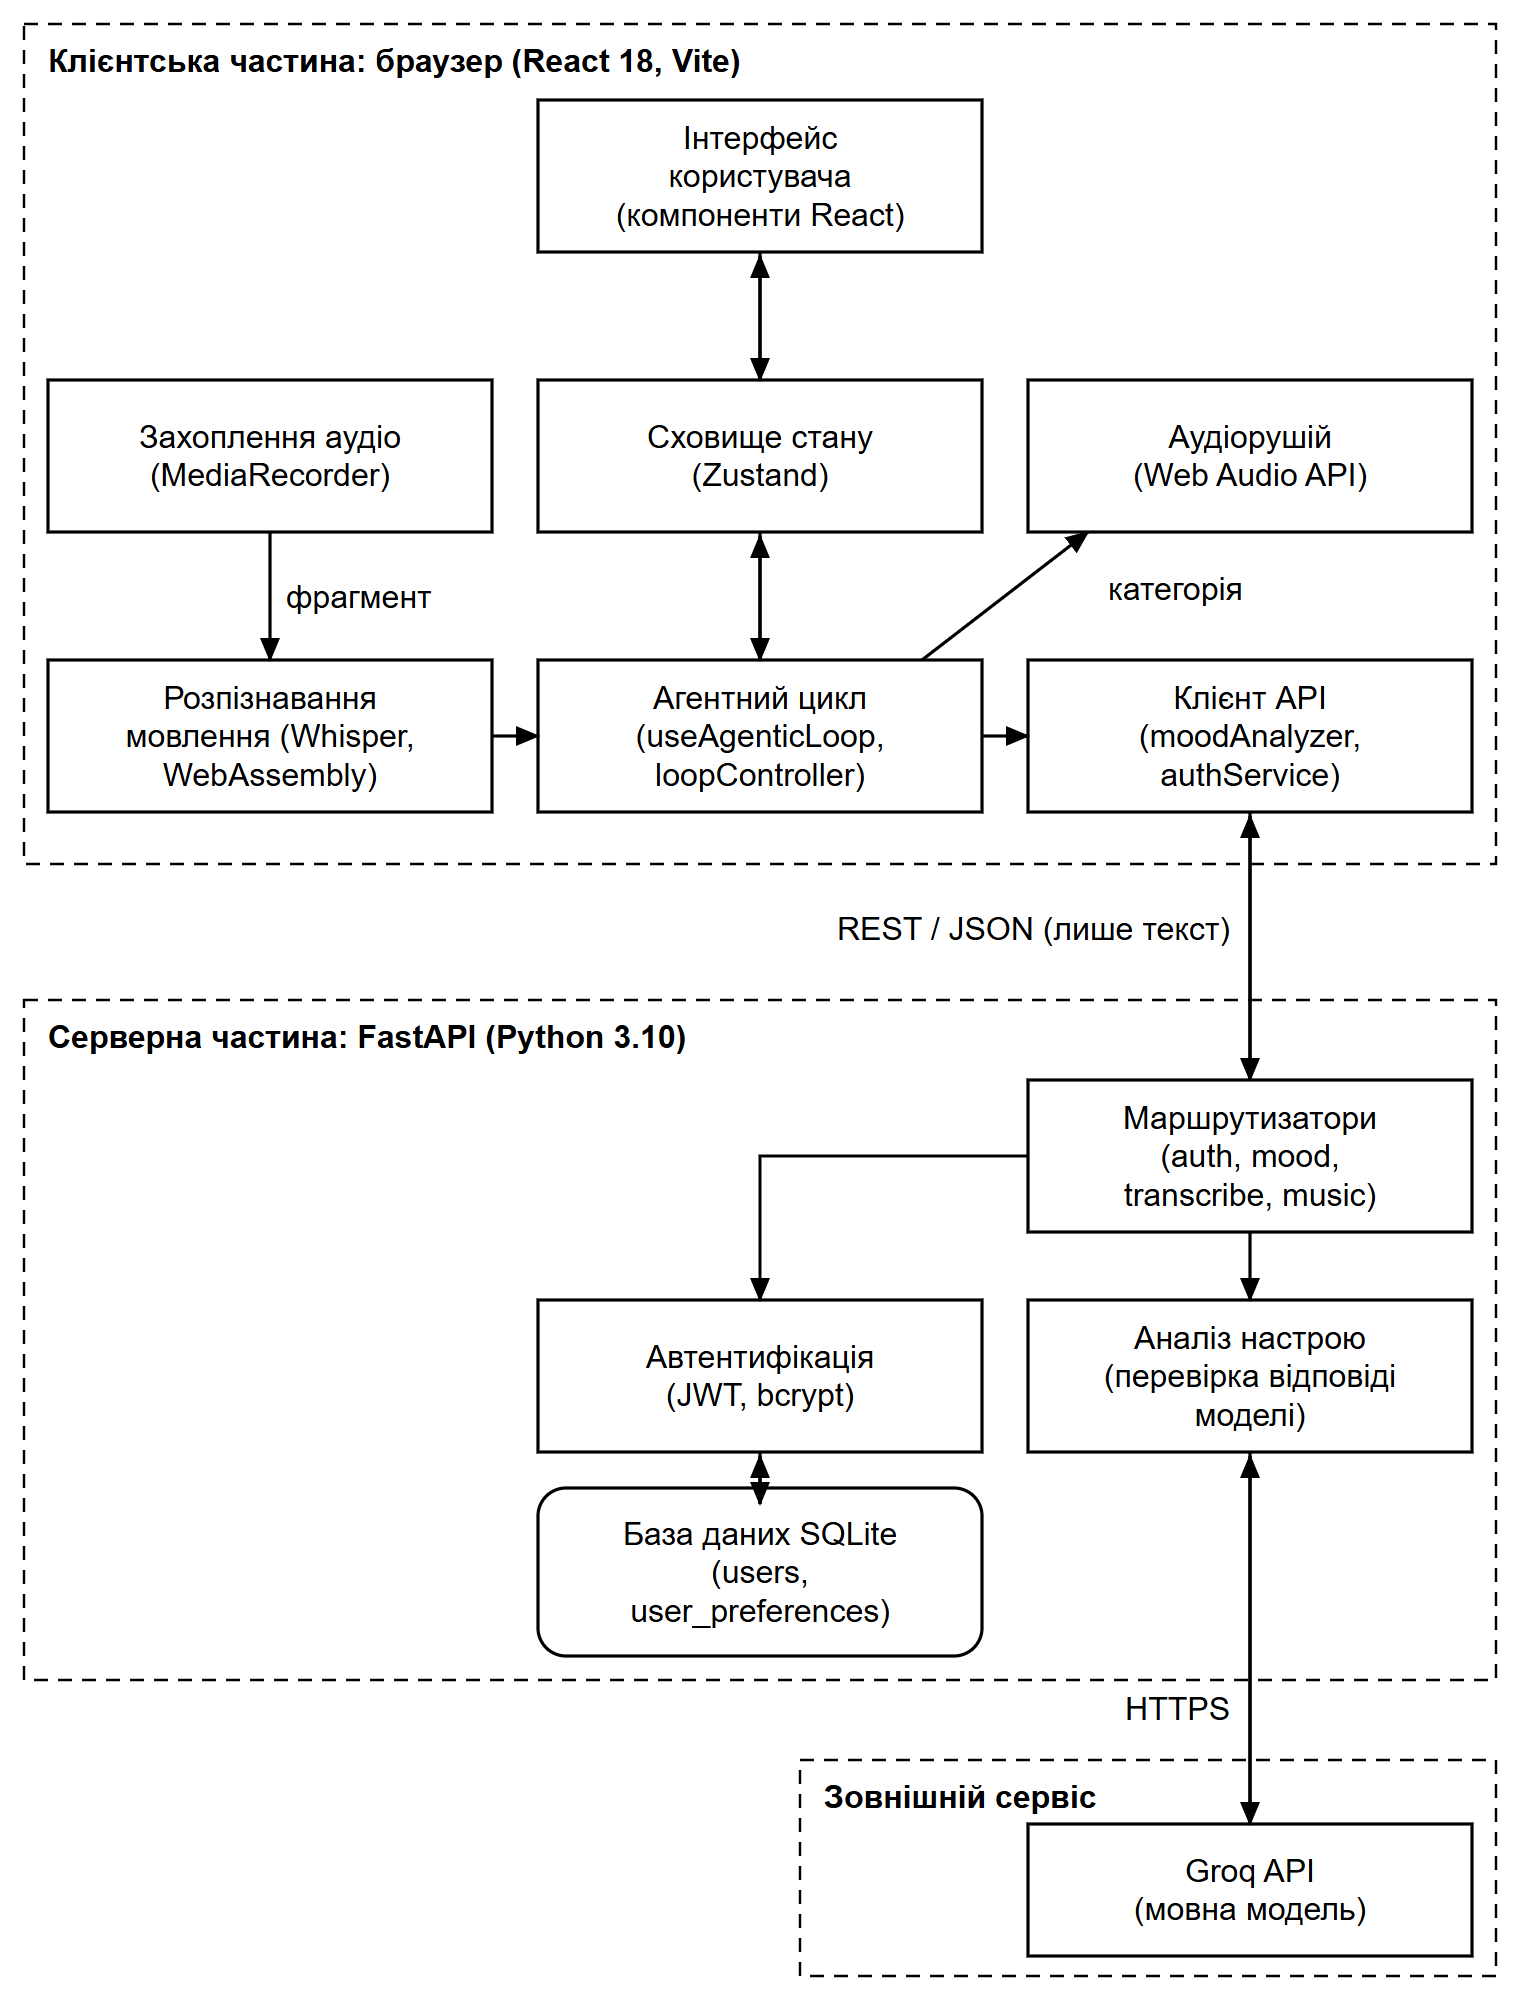 Клієнтська частина: браузер (React 18, Vite)
Інтерфейс
користувача
(компоненти React)
Захоплення аудіо
(MediaRecorder)
Сховище стану
(Zustand)
Аудіорушій
(Web Audio API)
фрагмент
категорія
Розпізнавання
мовлення (Whisper,
WebAssembly)
Агентний цикл
(useAgenticLoop,
loopController)
Клієнт API
(moodAnalyzer,
authService)
REST / JSON (лише текст)
Серверна частина: FastAPI (Python 3.10)
Маршрутизатори
(auth, mood,
transcribe, music)
Автентифікація
(JWT, bcrypt)
Аналіз настрою
(перевірка відповіді
моделі)
База даних SQLite
(users,
user_preferences)
HTTPS
Зовнішній сервіс
Groq API
(мовна модель)